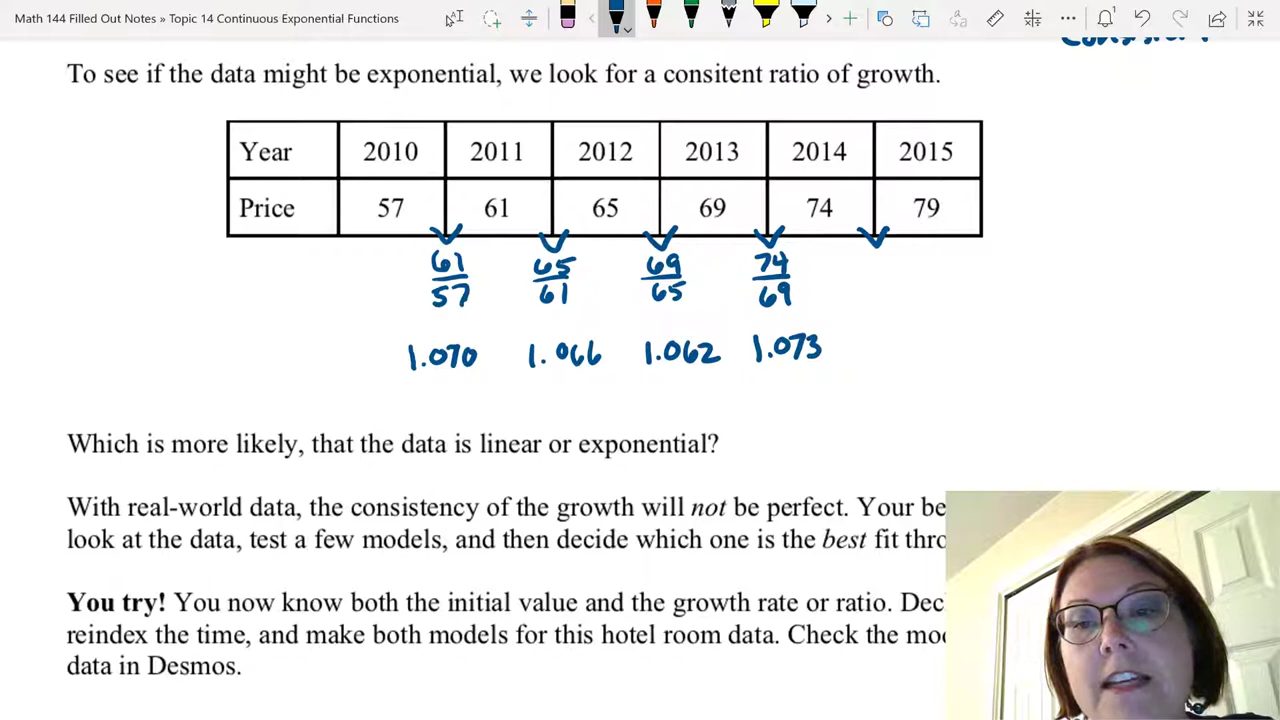 Math 144 Filled Out Notes » Topic 14 Continuous Exponential Functions
To see if the data might be exponential, we look for a consitent ratio of growth.
Year 2010 2011 2012 2013 2014 2015
Price 57 61 65 69 74 79
61/57 65/61 69/65 74/69
1.070 1.066 1.062 1.073
Which is more likely, that the data is linear or exponential?
With real-world data, the consistency of the growth will not be perfect. Your
look at the data, test a few models, and then decide which one is the best fit
You try! You now know both the initial value and the growth rate or ratio.
reindex the time, and make both models for this hotel room data. Check the
data in Desmos.